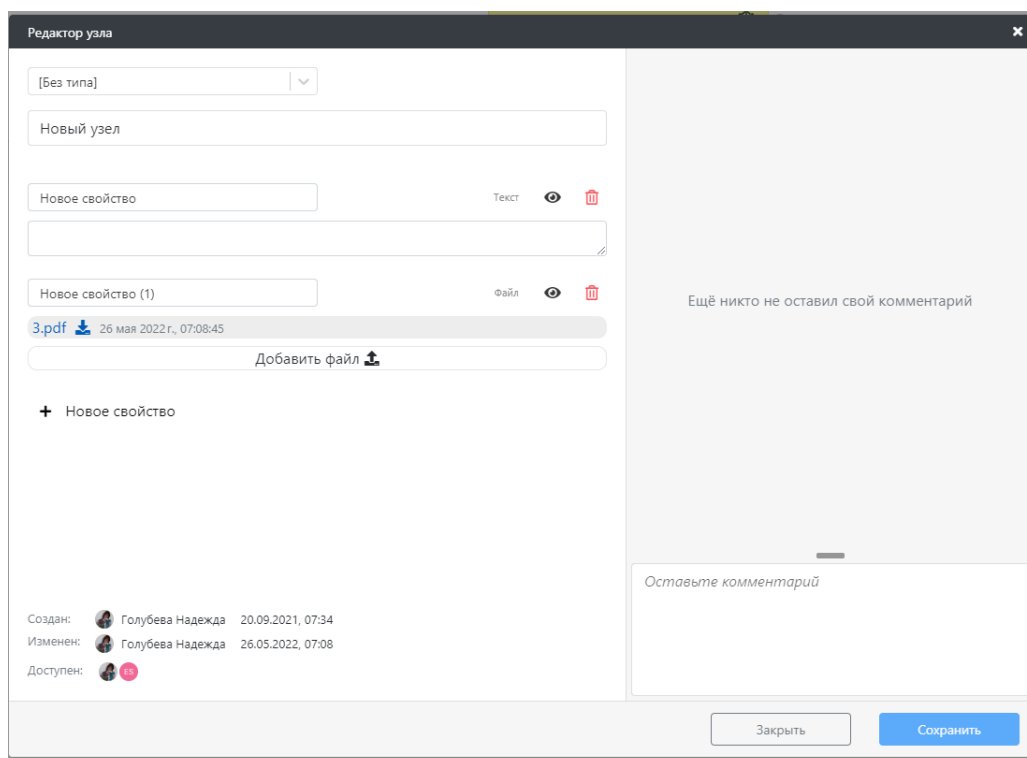 Редактор узла
[Без типа]
Новый узел
Новое свойство
Текст
Новое свойство (1)
Файл
3.pdf 26 мая 2022 г., 07:08:45
Добавить файл
+ Новое свойство
Создан: Голубева Надежда 20.09.2021, 07:34
Изменен: Голубева Надежда 26.05.2022, 07:08
Доступен: ES
Ещё никто не оставил свой комментарий
Оставьте комментарий
Закрыть
Сохранить